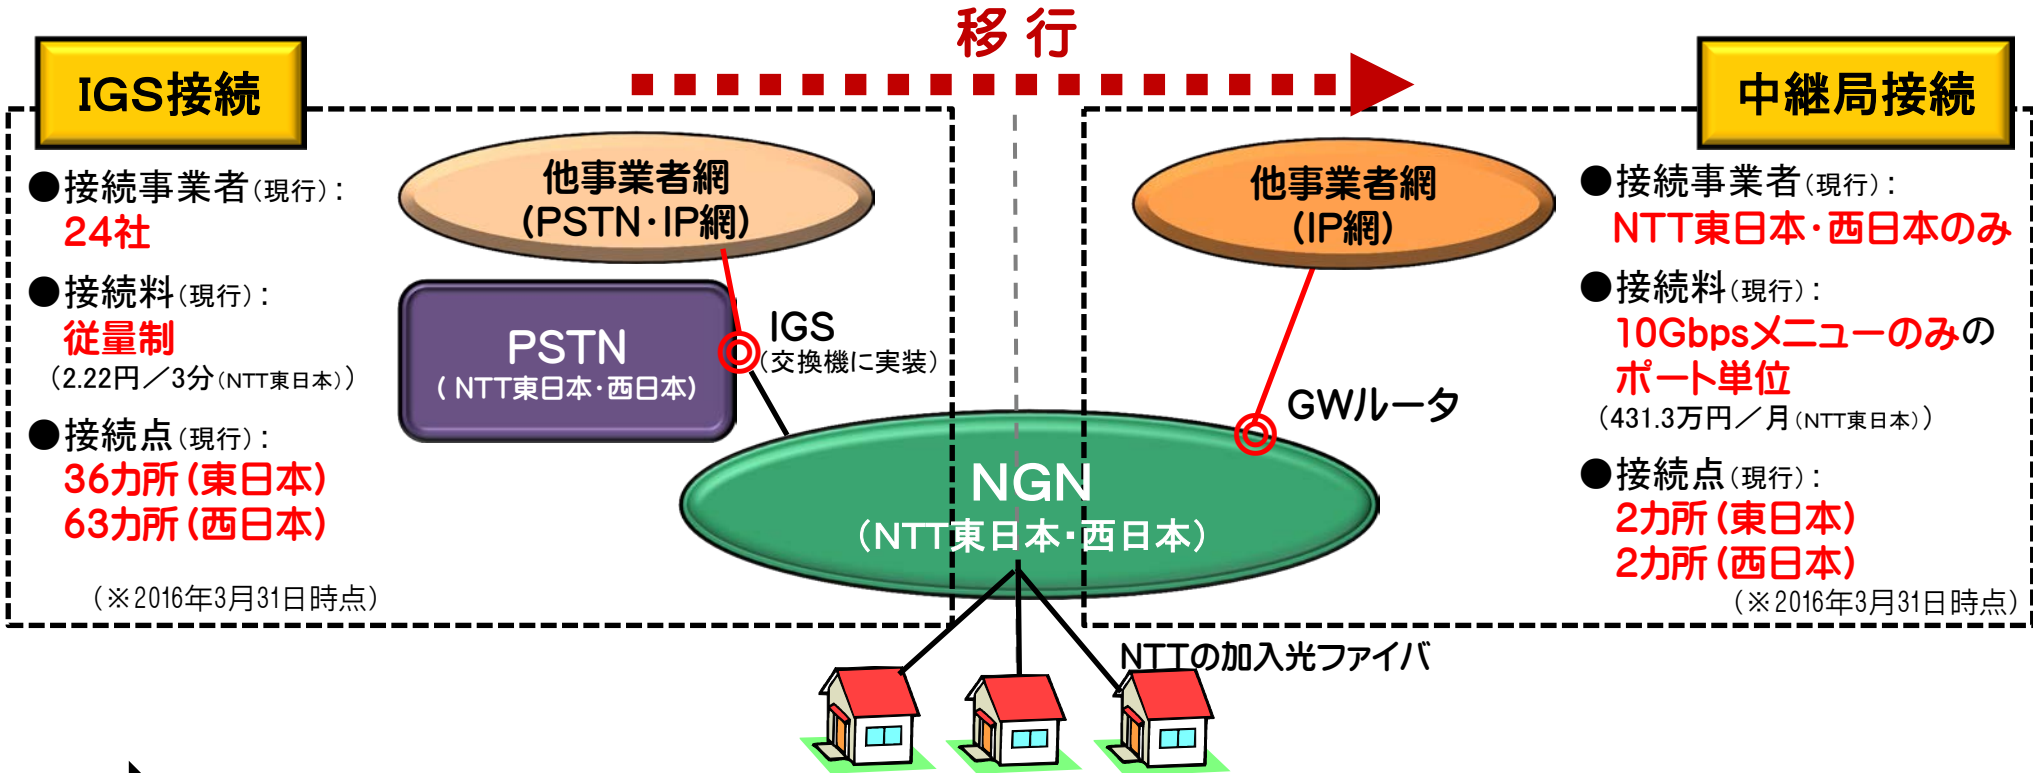 移行
IGS接続
●接続事業者(現行):
24社
●接続料(現行):
従量制
(2.22円/3分(NTT東日本))
●接続点(現行):
36カ所(東日本)
63カ所(西日本)
(※2016年3月31日時点)
他事業者網
(PSTN・IP網)
PSTN
(NTT東日本・西日本)
IGS
(交換機に実装)
中継局接続
他事業者網
(IP網)
GWルータ
●接続事業者(現行):
NTT東日本・西日本のみ
●接続料(現行):
10Gbpsメニューのみの
ポート単位
(431.3万円/月(NTT東日本))
●接続点(現行):
2カ所(東日本)
2カ所(西日本)
(※2016年3月31日時点)
NGN
(NTT東日本・西日本)
NTTの加入光ファイバ